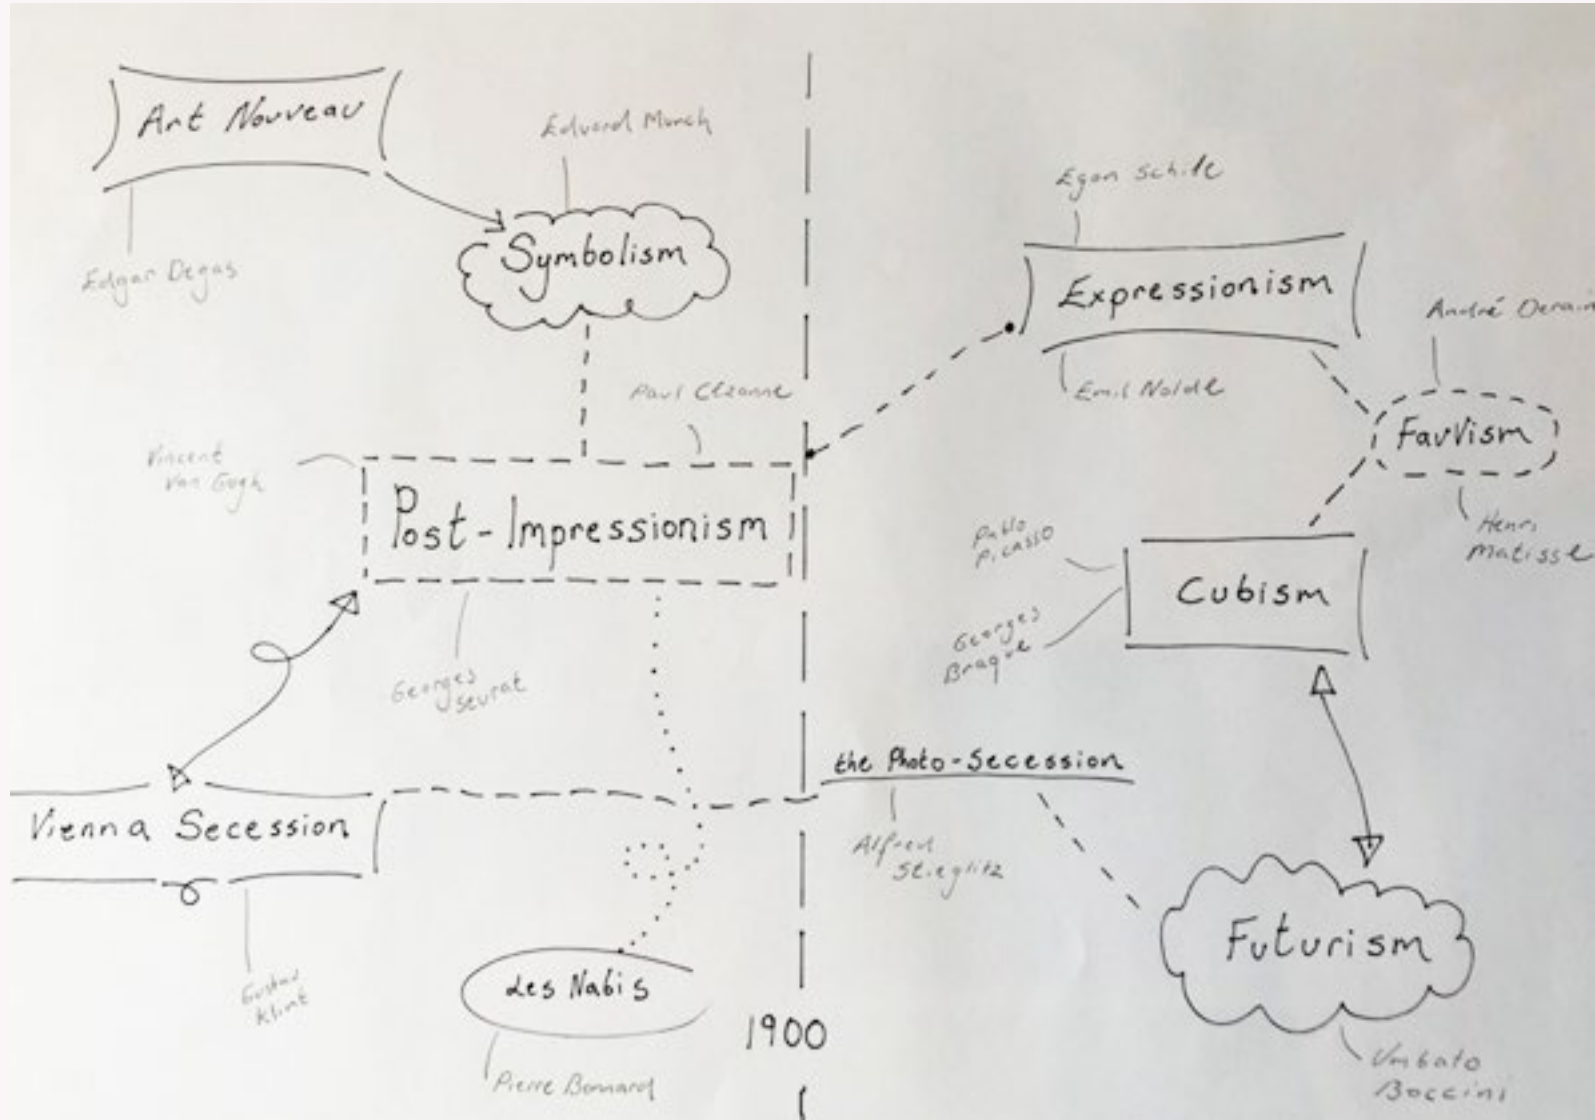 Art Nouveau
Edgar Degas
Edvard Munch
Symbolism
Paul Cézanne
Vincent
van Gogh
Post-Impressionism
Georges
Seurat
Vienna Secession
Gustav
Klimt
Les Nabis
Pierre Bonnard
1900
Egon Schile
Expressionism
Emil Nolde
André Derain
Fauvism
Henri
Matisse
Pablo
Picasso
Georges
Braque
Cubism
the Photo-Secession
Alfred
Stieglitz
Futurism
Umbato
Boccini